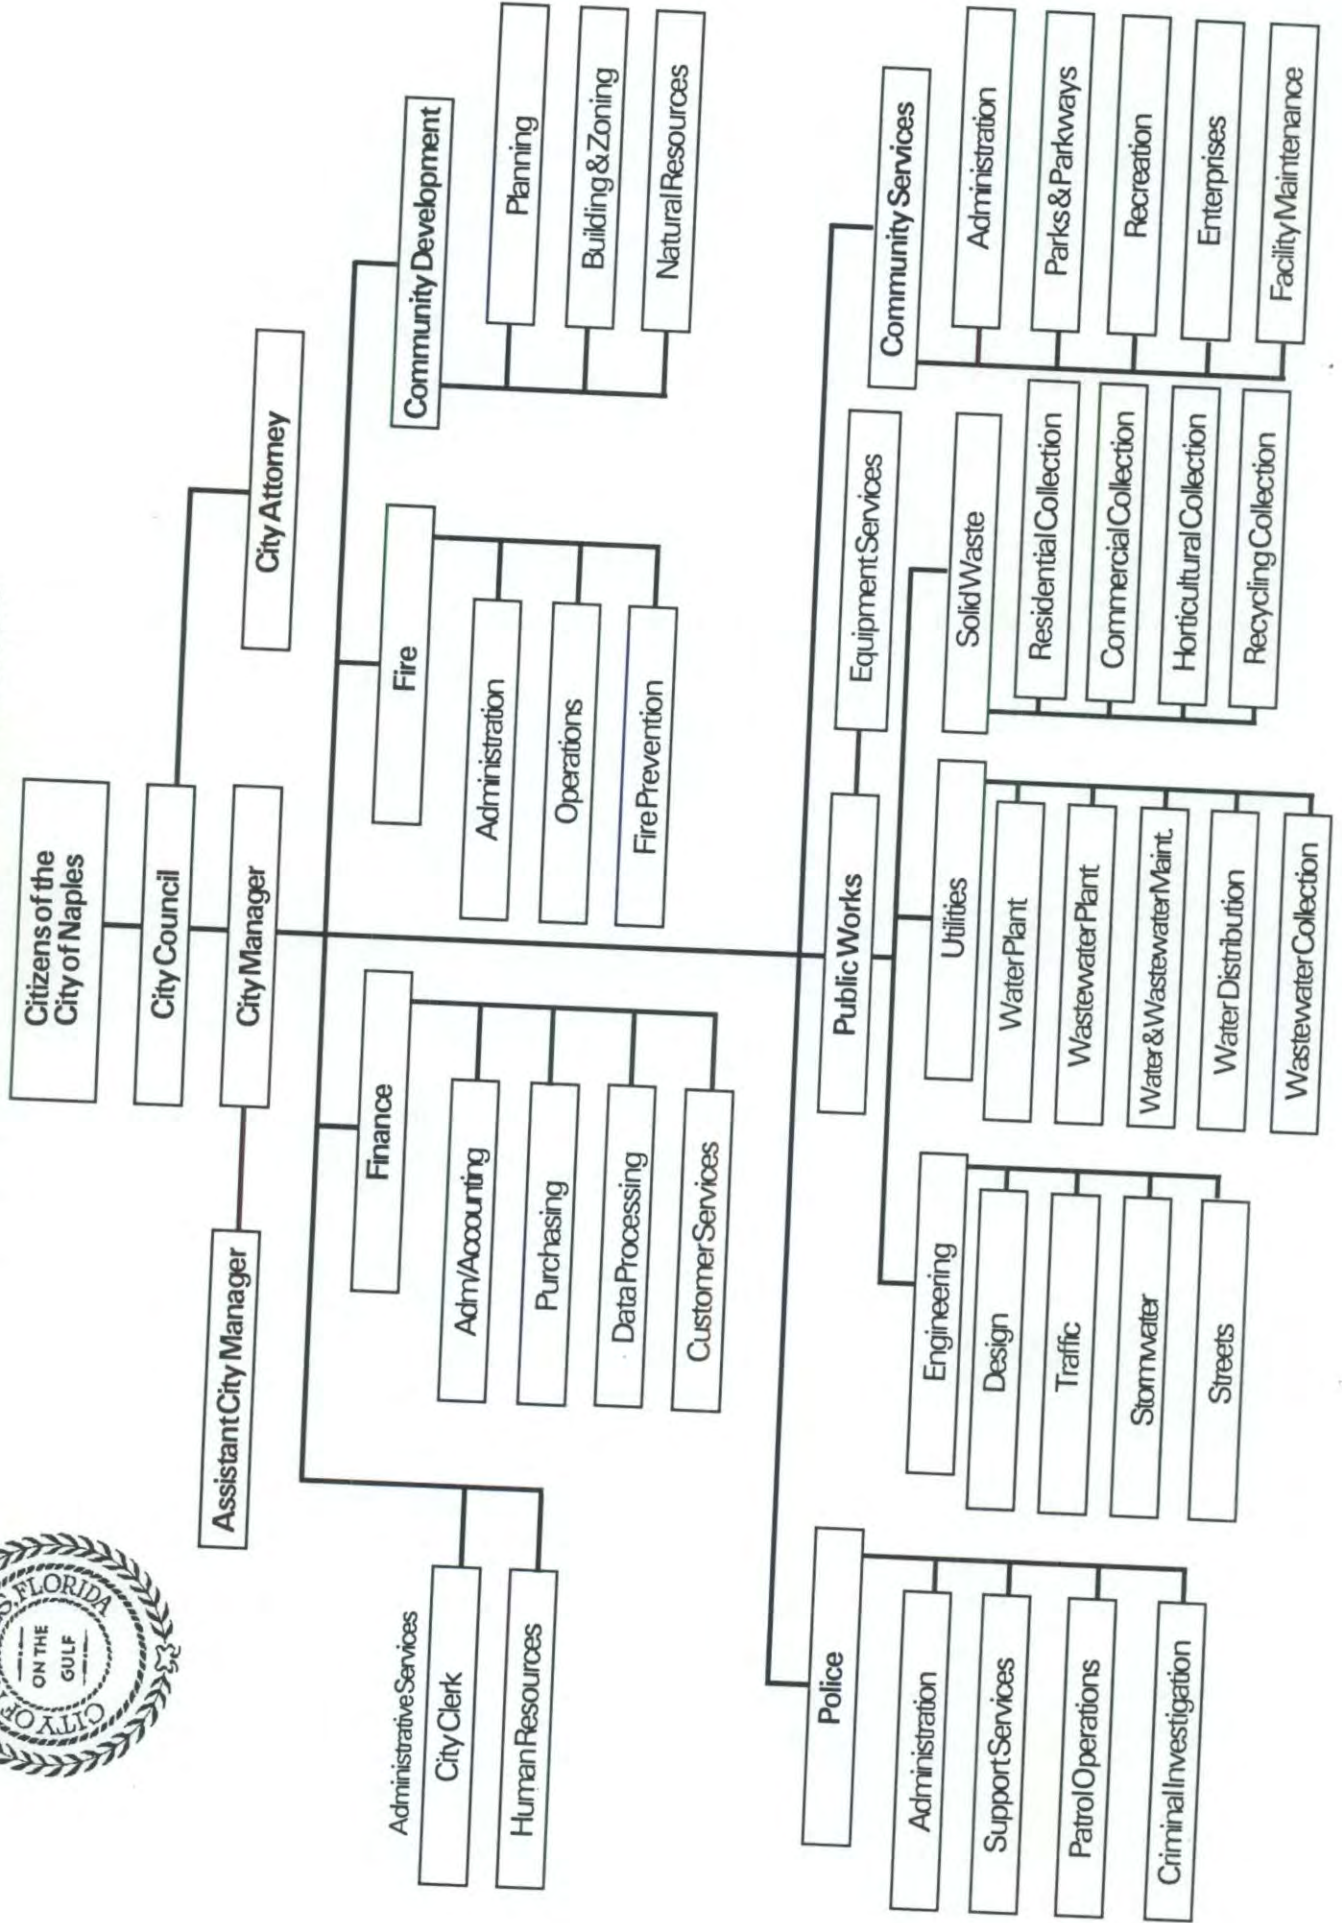 CITY OF
S, FLORIDA
ON THE
GULF
Citizens of the
City of Naples
City Council
City Attorney
City Manager
Assistant City Manager
Administrative Services
City Clerk
Human Resources
Finance
Adm/Accounting
Purchasing
Data Processing
Customer Services
Fire
Administration
Operations
Fire Prevention
Community Development
Planning
Building & Zoning
Natural Resources
Police
Administration
Support Services
Patrol Operations
Criminal Investigation
Public Works
Equipment Services
Engineering
Design
Traffic
Stormwater
Streets
Utilities
Water Plant
Wastewater Plant
Water & Wastewater Maint.
Water Distribution
Wastewater Collection
Solid Waste
Residential Collection
Commercial Collection
Horticultural Collection
Recycling Collection
Community Services
Administration
Parks & Parkways
Recreation
Enterprises
Facility Maintenance